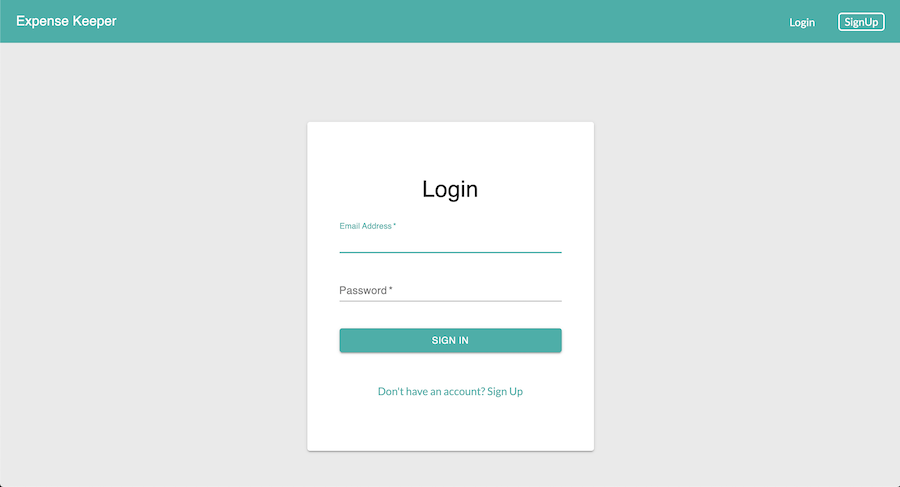 Expense Keeper
Login
SignUp
Login
Email Address *
Password *
SIGN IN
Don't have an account? Sign Up